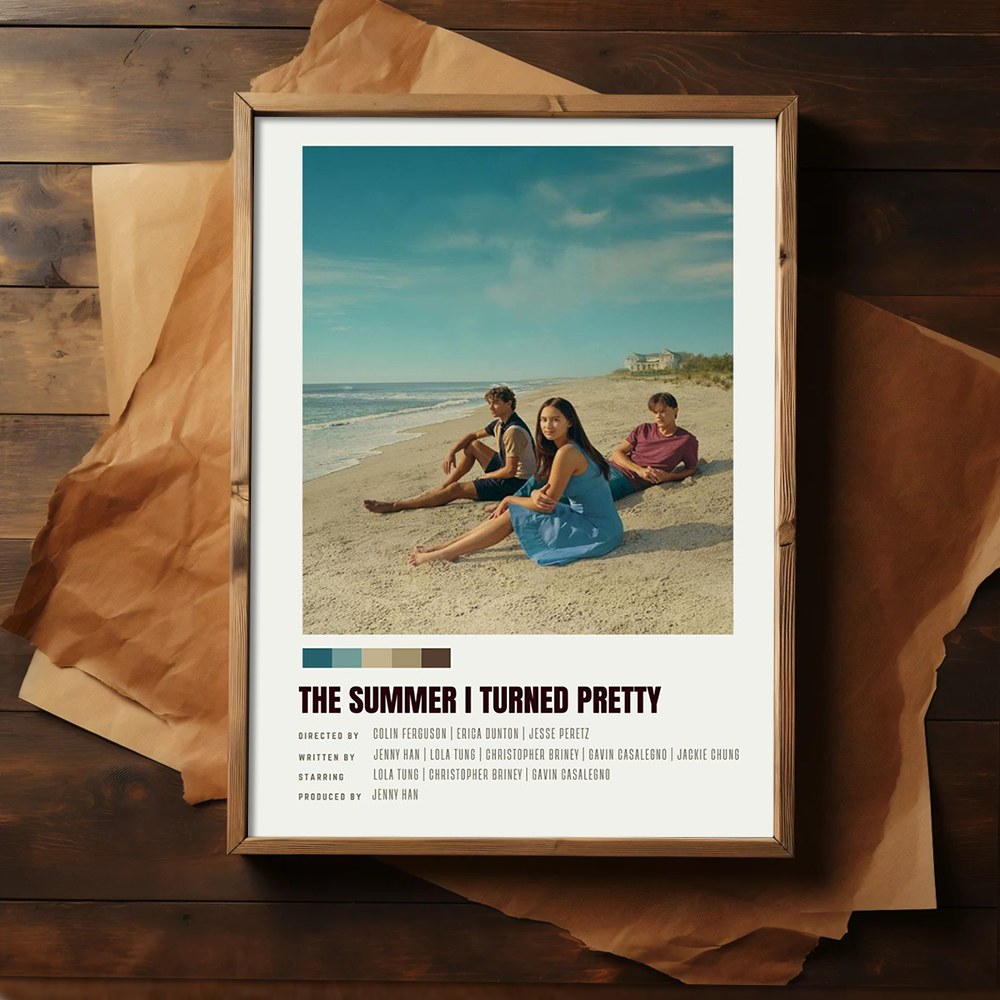 THE SUMMER I TURNED PRETTY
DIRECTED BY COLIN FERGUSON | ERICA DUNTON | JESSE PERETZ
WRITTEN BY JENNY HAN | LOLA TUNG | CHRISTOPHER BRINEY | GAVIN CASALEGNO | JACKIE CHUNG
STARRING LOLA TUNG | CHRISTOPHER BRINEY | GAVIN CASALEGNO
PRODUCED BY JENNY HAN